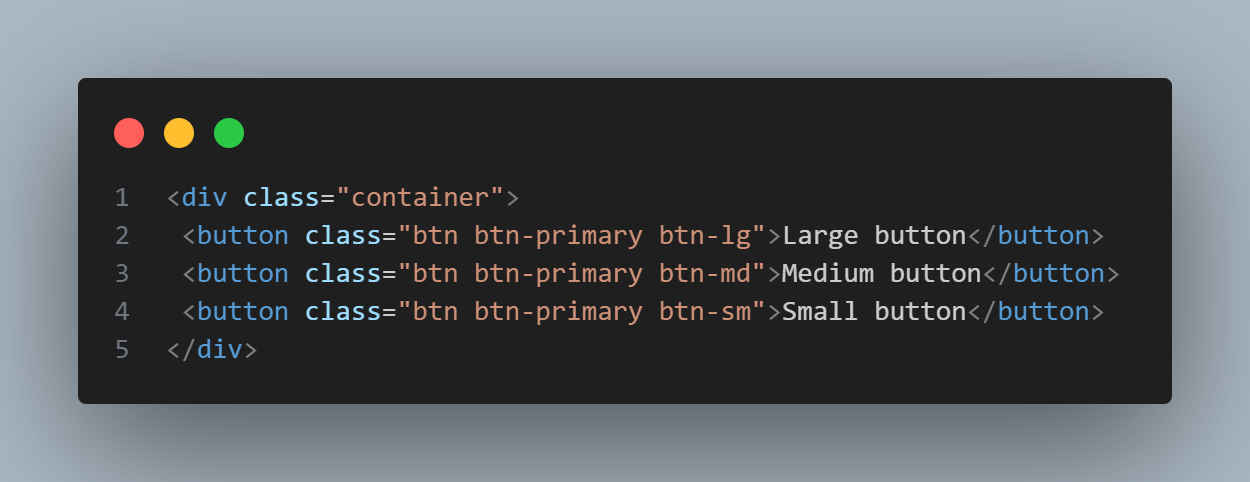 1 <div class="container">
2  <button class="btn btn-primary btn-lg">Large button</button>
3  <button class="btn btn-primary btn-md">Medium button</button>
4  <button class="btn btn-primary btn-sm">Small button</button>
5 </div>